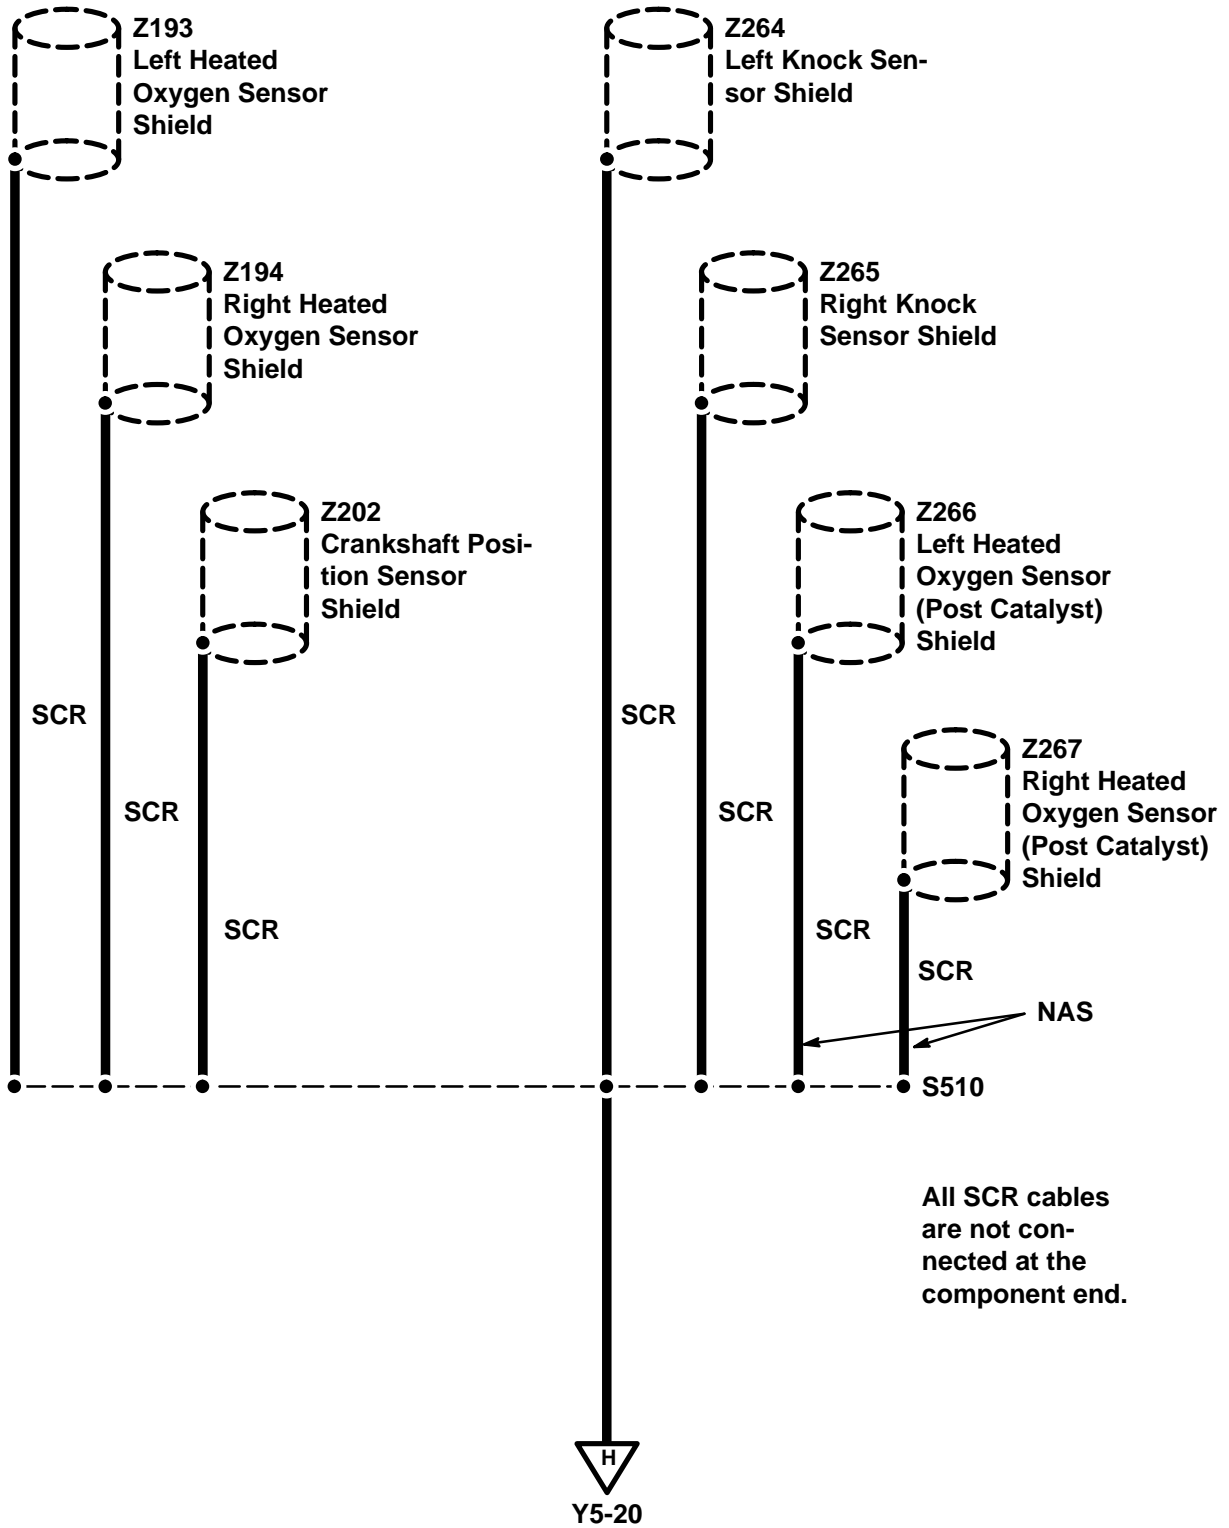 Z193
Left Heated
Oxygen Sensor
Shield
Z264
Left Knock Sen-
sor Shield
Z194
Right Heated
Oxygen Sensor
Shield
Z265
Right Knock
Sensor Shield
Z202
Crankshaft Posi-
tion Sensor
Shield
Z266
Left Heated
Oxygen Sensor
(Post Catalyst)
Shield
SCR
SCR
Z267
Right Heated
Oxygen Sensor
(Post Catalyst)
Shield
SCR
SCR
SCR
SCR
SCR
NAS
S510
All SCR cables
are not con-
nected at the
component end.
H
Y5-20